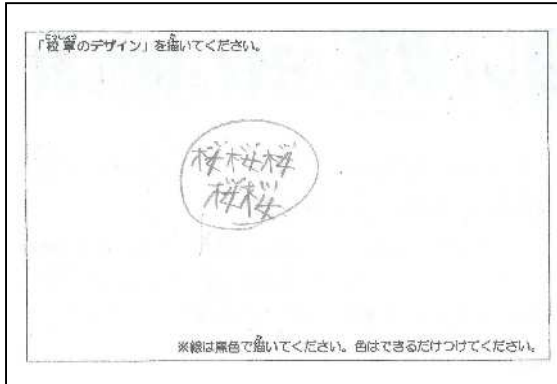 「校章のデザイン」を描いてください。
桜桜桜
桜桜
※線は黒色で描いてください。色はできるだけつけてください。